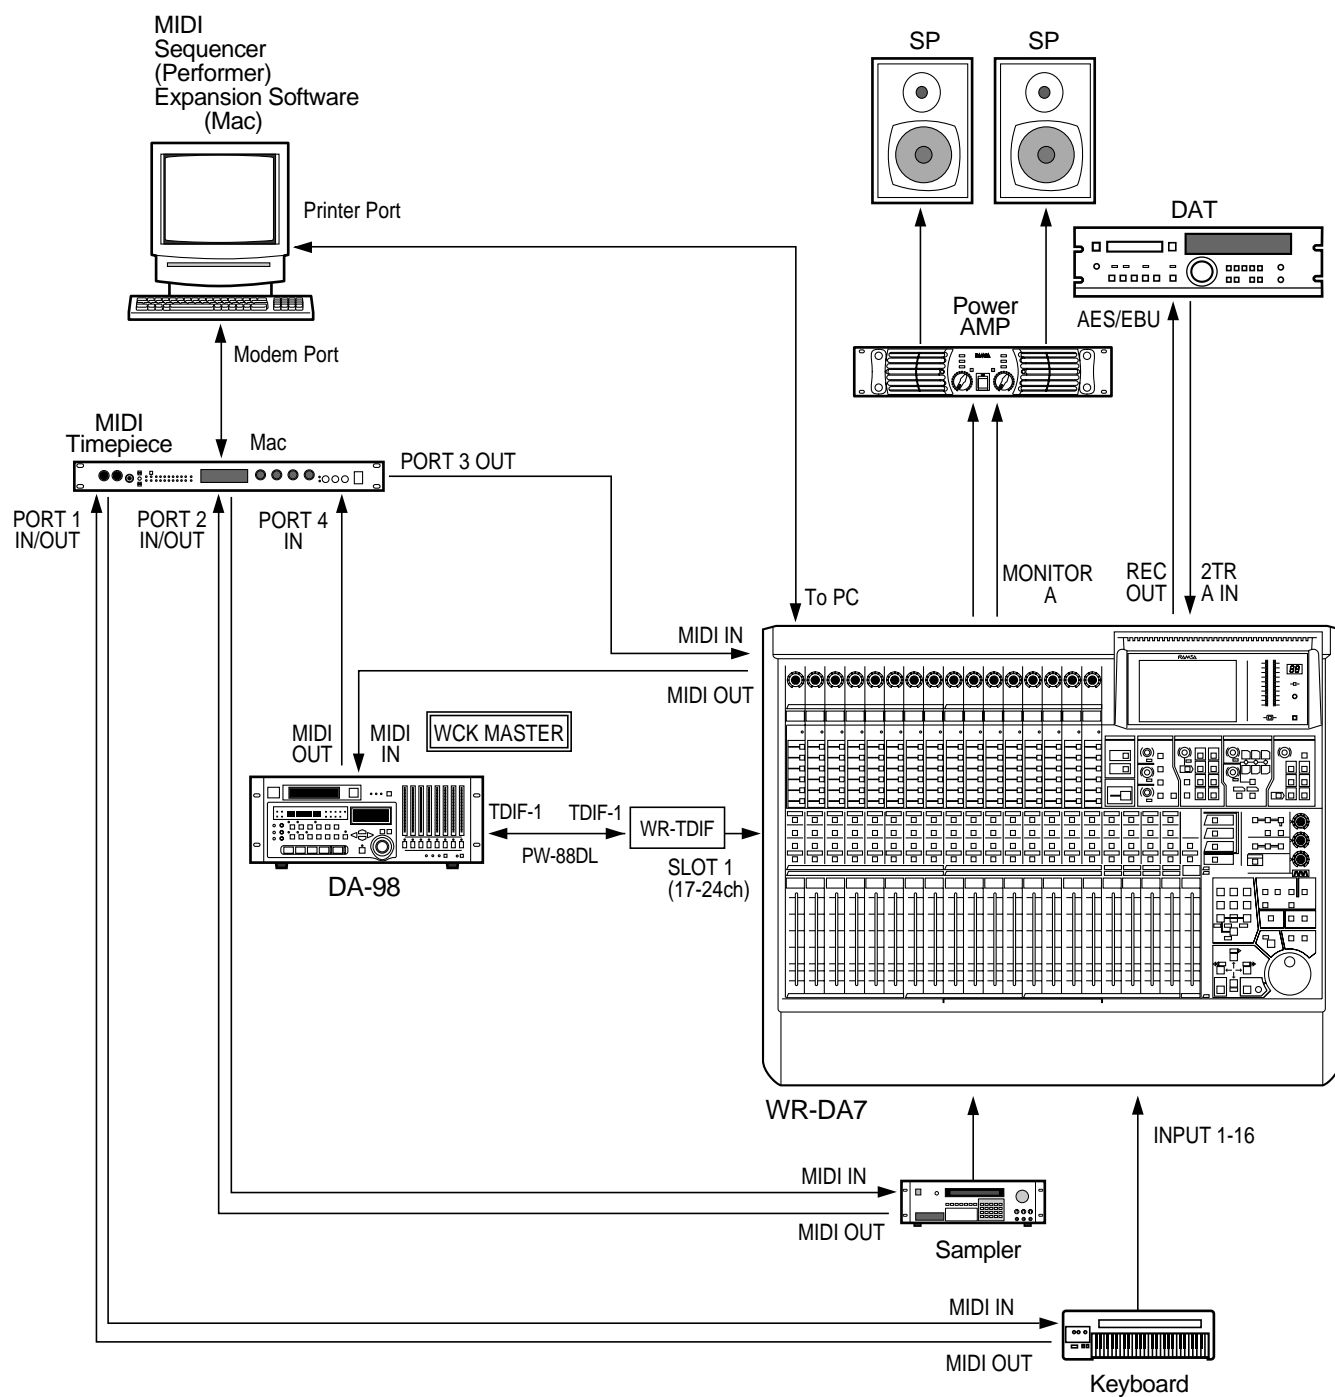 MIDI
Sequencer
(Performer)
Expansion Software
(Mac)
SP
SP
Printer Port
DAT
Power
AMP
AES/EBU
RAMSA
Modem Port
MIDI
Timepiece
Mac
PORT 3 OUT
PORT 1
IN/OUT
PORT 2
IN/OUT
PORT 4
IN
MONITOR
A
REC
OUT
2TR
A IN
To PC
MIDI IN
RAMSA
MIDI OUT
MIDI
OUT
MIDI
IN
WCK MASTER
TDIF-1
TDIF-1
WR-TDIF
PW-88DL
SLOT 1
(17-24ch)
DA-98
WR-DA7
INPUT 1-16
MIDI IN
MIDI OUT
Sampler
MIDI IN
MIDI OUT
Keyboard